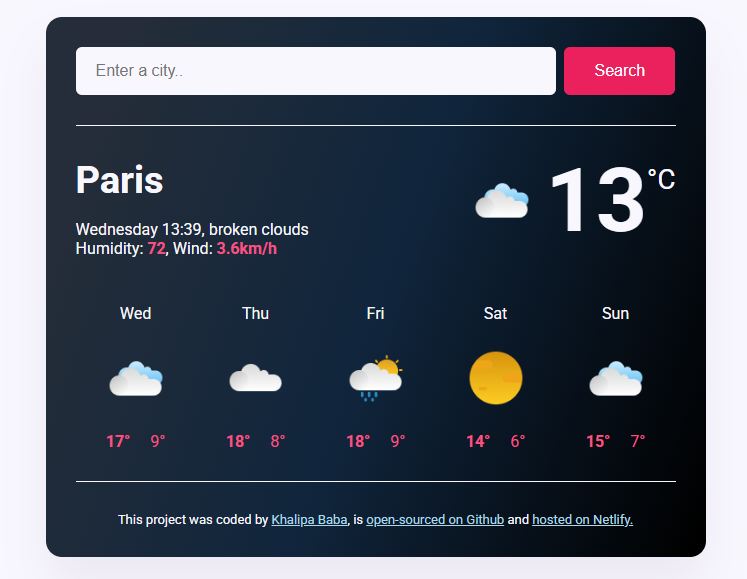 Enter a city..
Search
Paris
13°C
Wednesday 13:39, broken clouds
Humidity: 72, Wind: 3.6km/h
Wed Thu Fri Sat Sun
17° 9° 18° 8° 18° 9° 14° 6° 15° 7°
This project was coded by Khalipa Baba, is open-sourced on Github and hosted on Netlify.